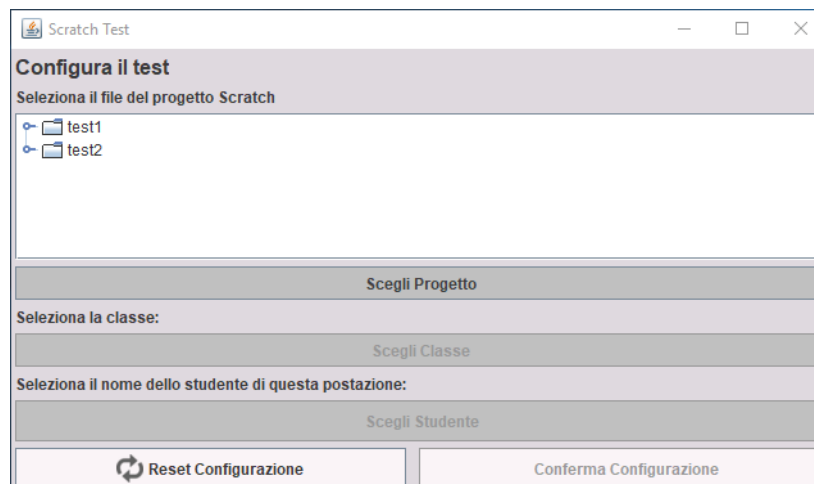 Scratch Test
Configura il test
Seleziona il file del progetto Scratch
test1
test2
Scegli Progetto
Seleziona la classe:
Scegli Classe
Seleziona il nome dello studente di questa postazione:
Scegli Studente
Reset Configurazione Conferma Configurazione